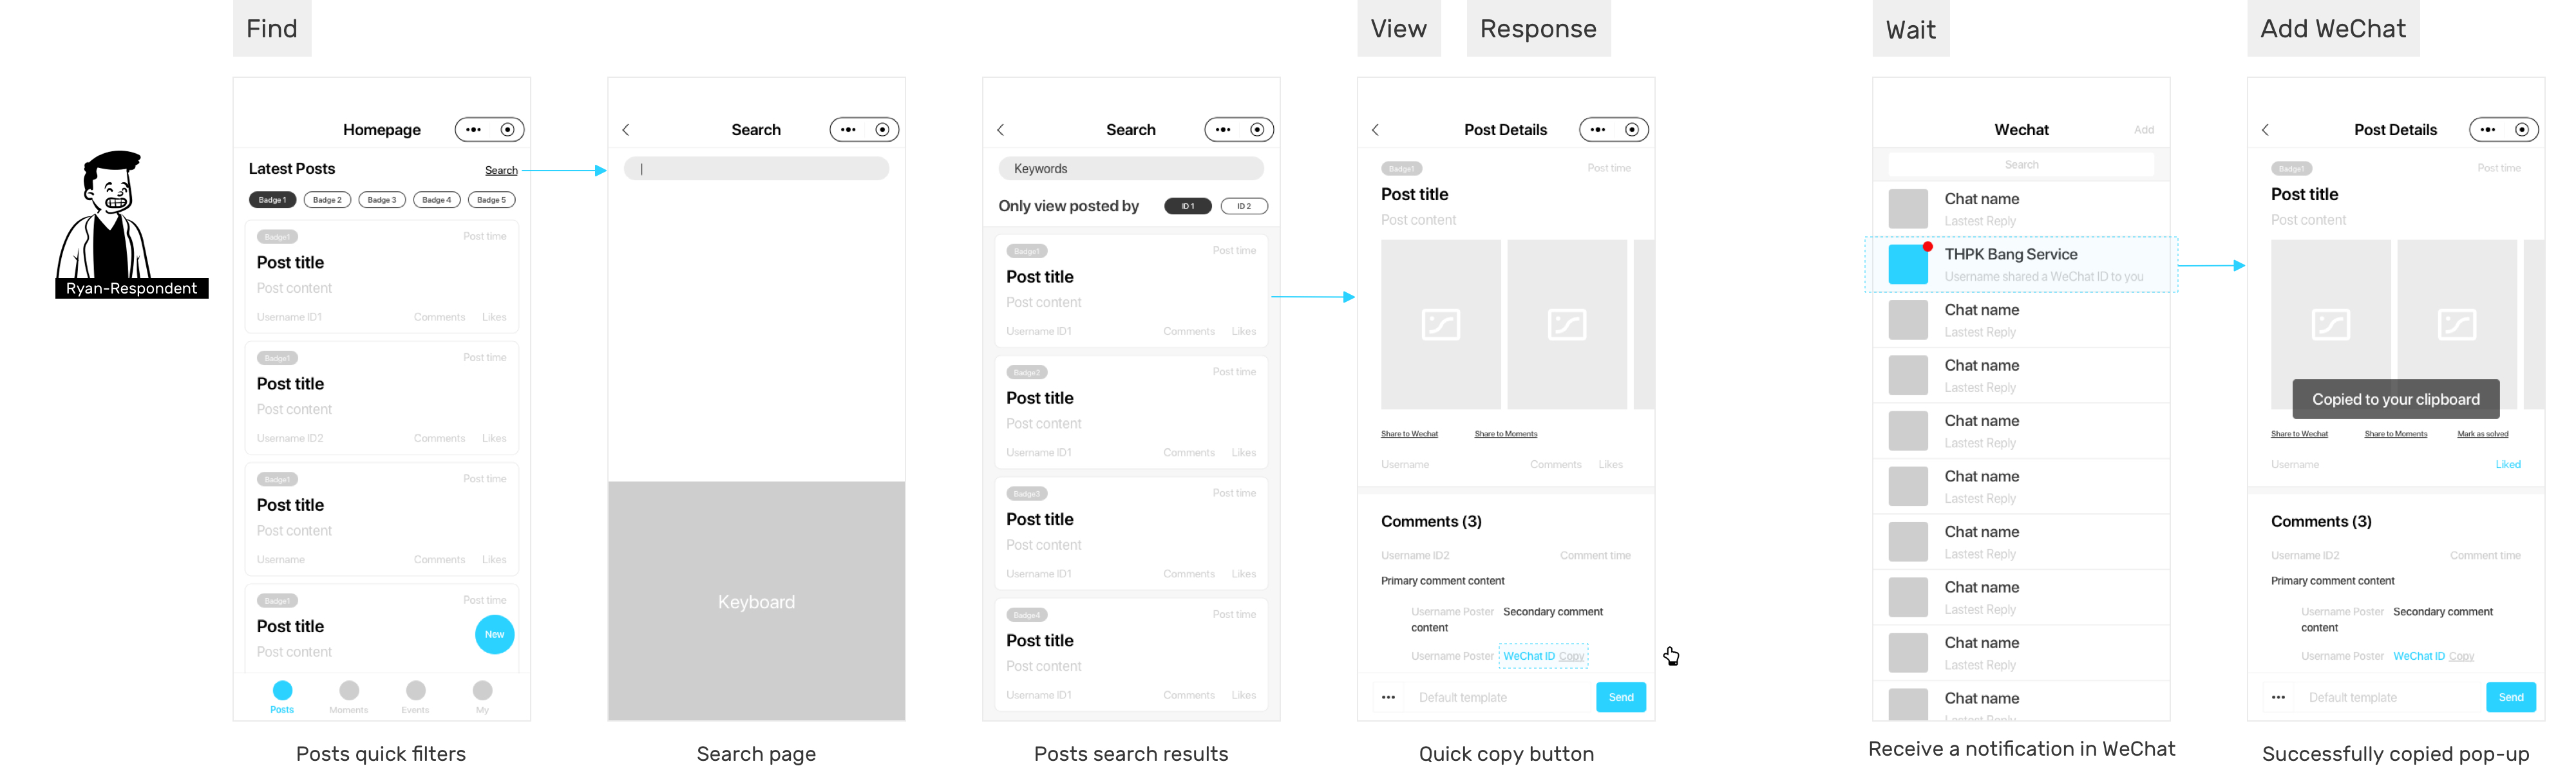 Find
View
Response
Wait
Add WeChat
Ryan-Respondent
Homepage
Latest Posts
Search
Badge 1
Badge 2
Badge 3
Badge 4
Badge 5
Badge1
Post time
Post title
Post content
Username ID1
Comments
Likes
Badge1
Post time
Post title
Post content
Username ID2
Comments
Likes
Badge1
Post time
Post title
Post content
Username
Comments
Likes
Badge1
Post time
Post title
Post content
New
Posts
Moments
Events
My
Posts quick filters
Search
Keyboard
Search page
Search
Keywords
Only view posted by
ID 1
ID 2
Badge1
Post time
Post title
Post content
Username ID1
Comments
Likes
Badge2
Post time
Post title
Post content
Username ID1
Comments
Likes
Badge3
Post time
Post title
Post content
Username ID1
Comments
Likes
Badge4
Post time
Post title
Post content
Username ID1
Comments
Likes
Posts search results
Post Details
Badge1
Post time
Post title
Post content
Share to Wechat
Share to Moments
Username
Comments
Likes
Comments (3)
Username ID2
Comment time
Primary comment content
Username Poster Secondary comment
content
Username Poster WeChat ID Copy
Default template
Send
Quick copy button
Wechat
Add
Search
Chat name
Lastest Reply
THPK Bang Service
Username shared a WeChat ID to you
Chat name
Lastest Reply
Chat name
Lastest Reply
Chat name
Lastest Reply
Chat name
Lastest Reply
Chat name
Lastest Reply
Chat name
Lastest Reply
Chat name
Lastest Reply
Chat name
Lastest Reply
Receive a notification in WeChat
Post Details
Badge1
Post time
Post title
Post content
Copied to your clipboard
Share to Wechat
Share to Moments
Mark as solved
Username
Liked
Comments (3)
Username ID2
Comment time
Primary comment content
Username Poster Secondary comment
content
Username Poster WeChat ID Copy
Default template
Send
Successfully copied pop-up